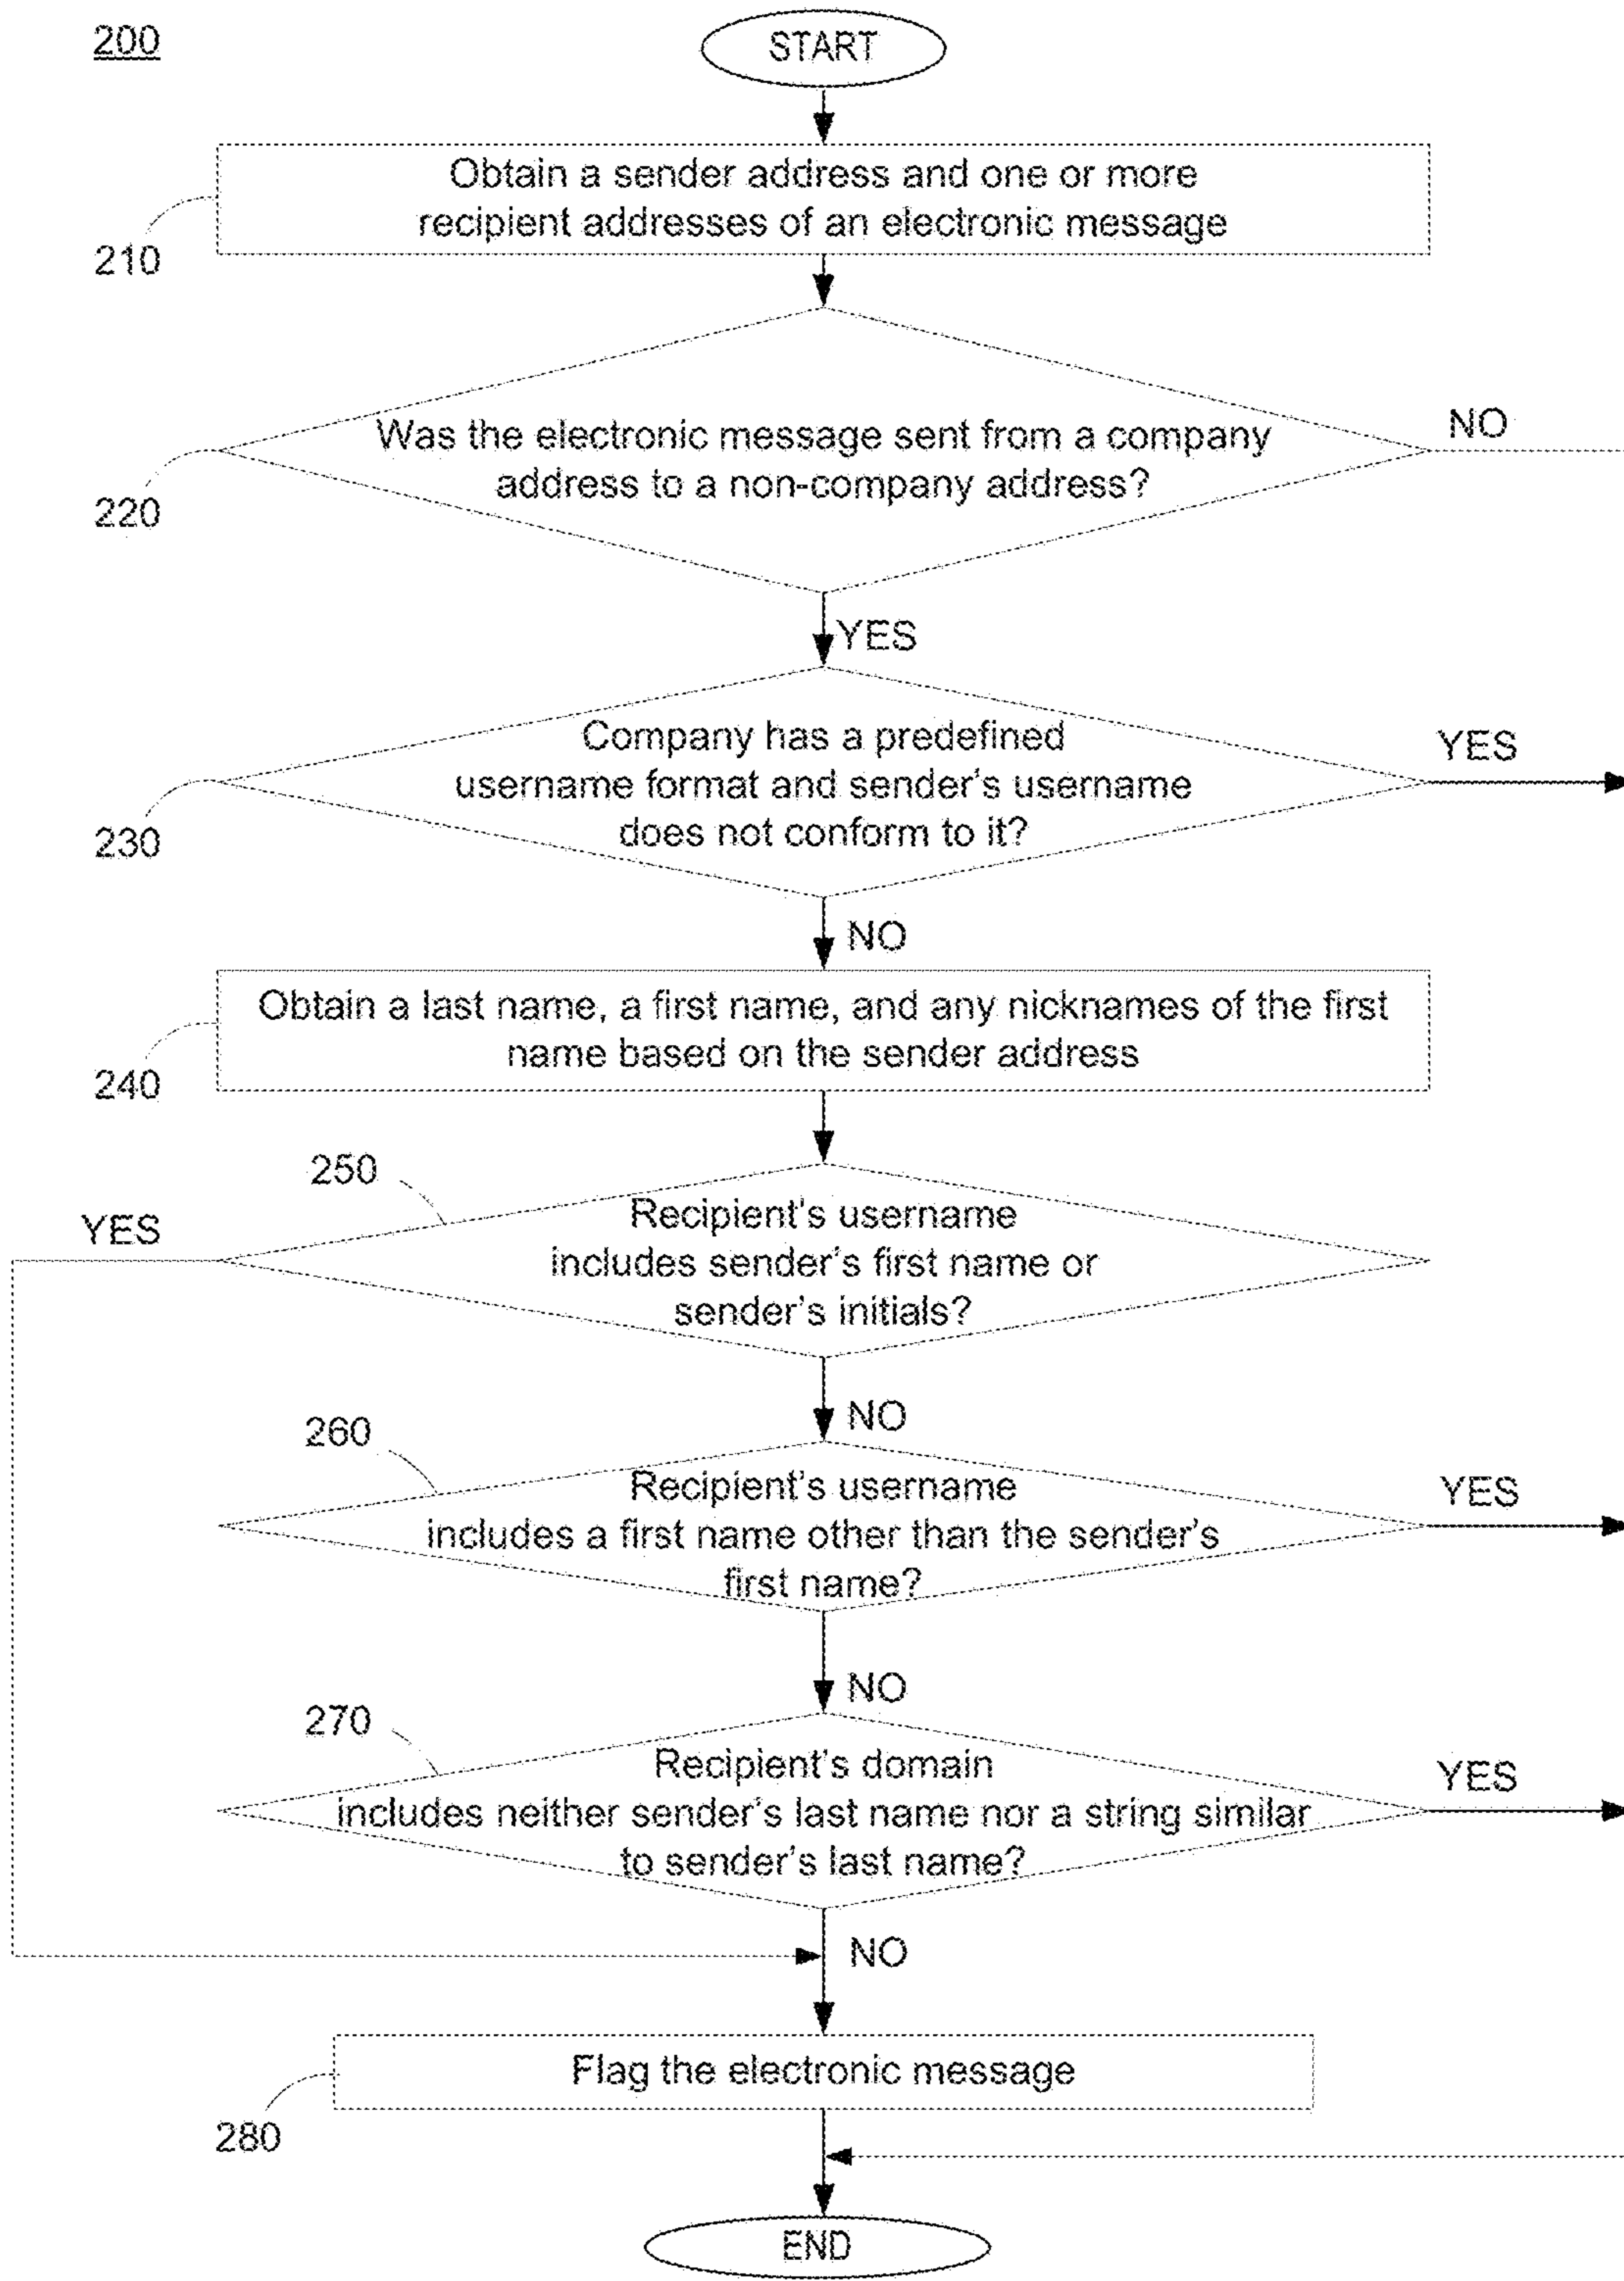 200
START
Obtain a sender address and one or more
recipient addresses of an electronic message
210
Was the electronic message sent from a company
address to a non-company address?
NO
220
YES
Company has a predefined
username format and sender's username
does not conform to it?
YES
230
NO
Obtain a last name, a first name, and any nicknames of the first
name based on the sender address
240
250
YES
Recipient's username
includes sender's first name or
sender's initials?
NO
260
Recipient's username
includes a first name other than the sender's
first name?
YES
NO
270
Recipient's domain
includes neither sender's last name nor a string similar
to sender's last name?
YES
NO
Flag the electronic message
280
END